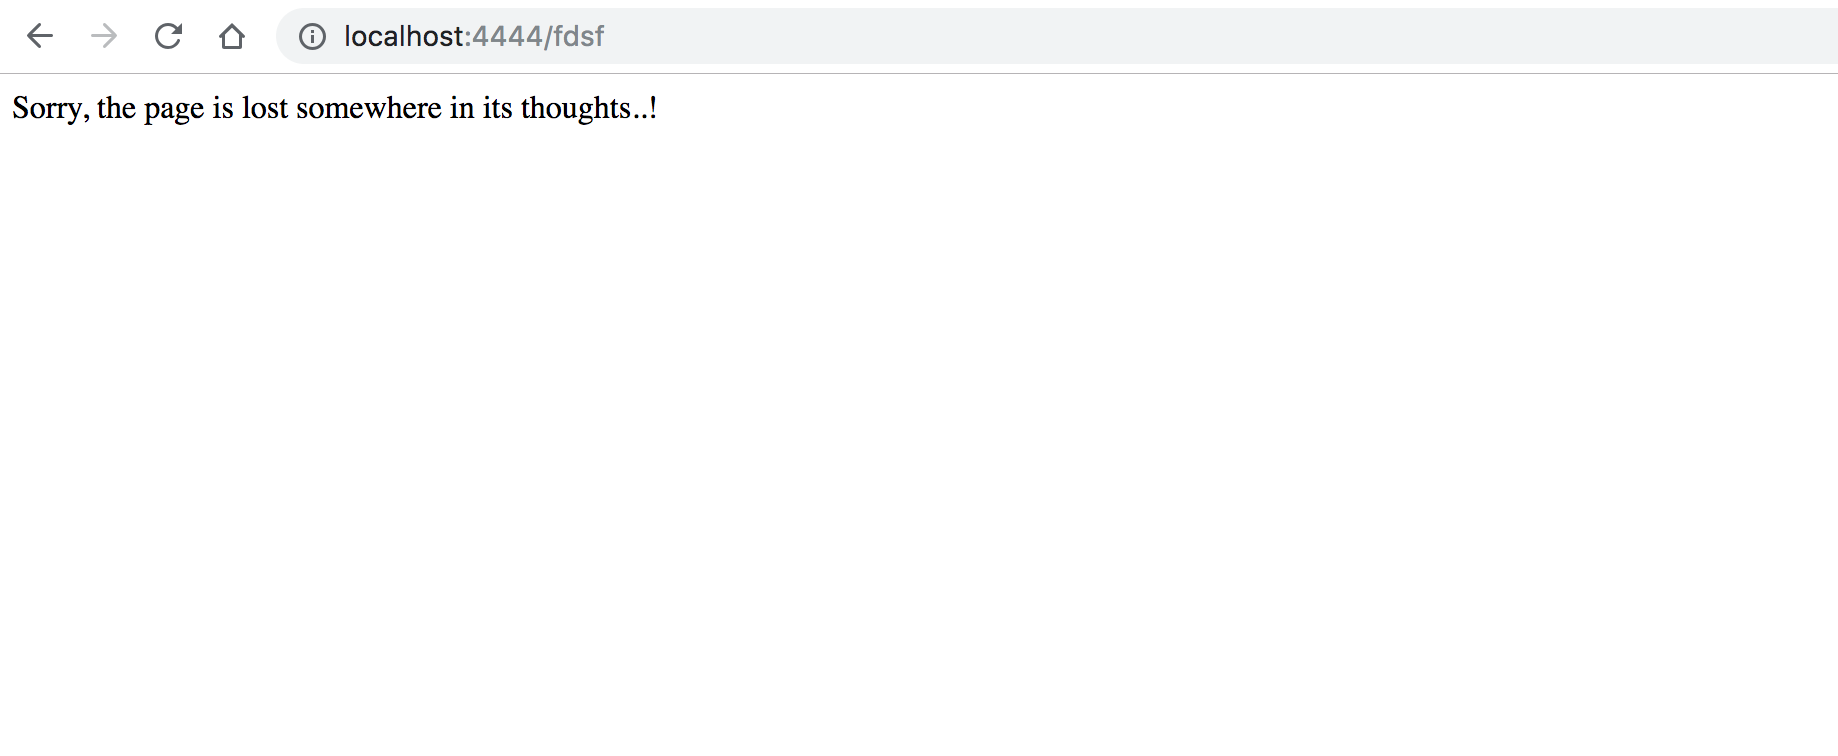 localhost:4444/fdsf
Sorry, the page is lost somewhere in its thoughts..!